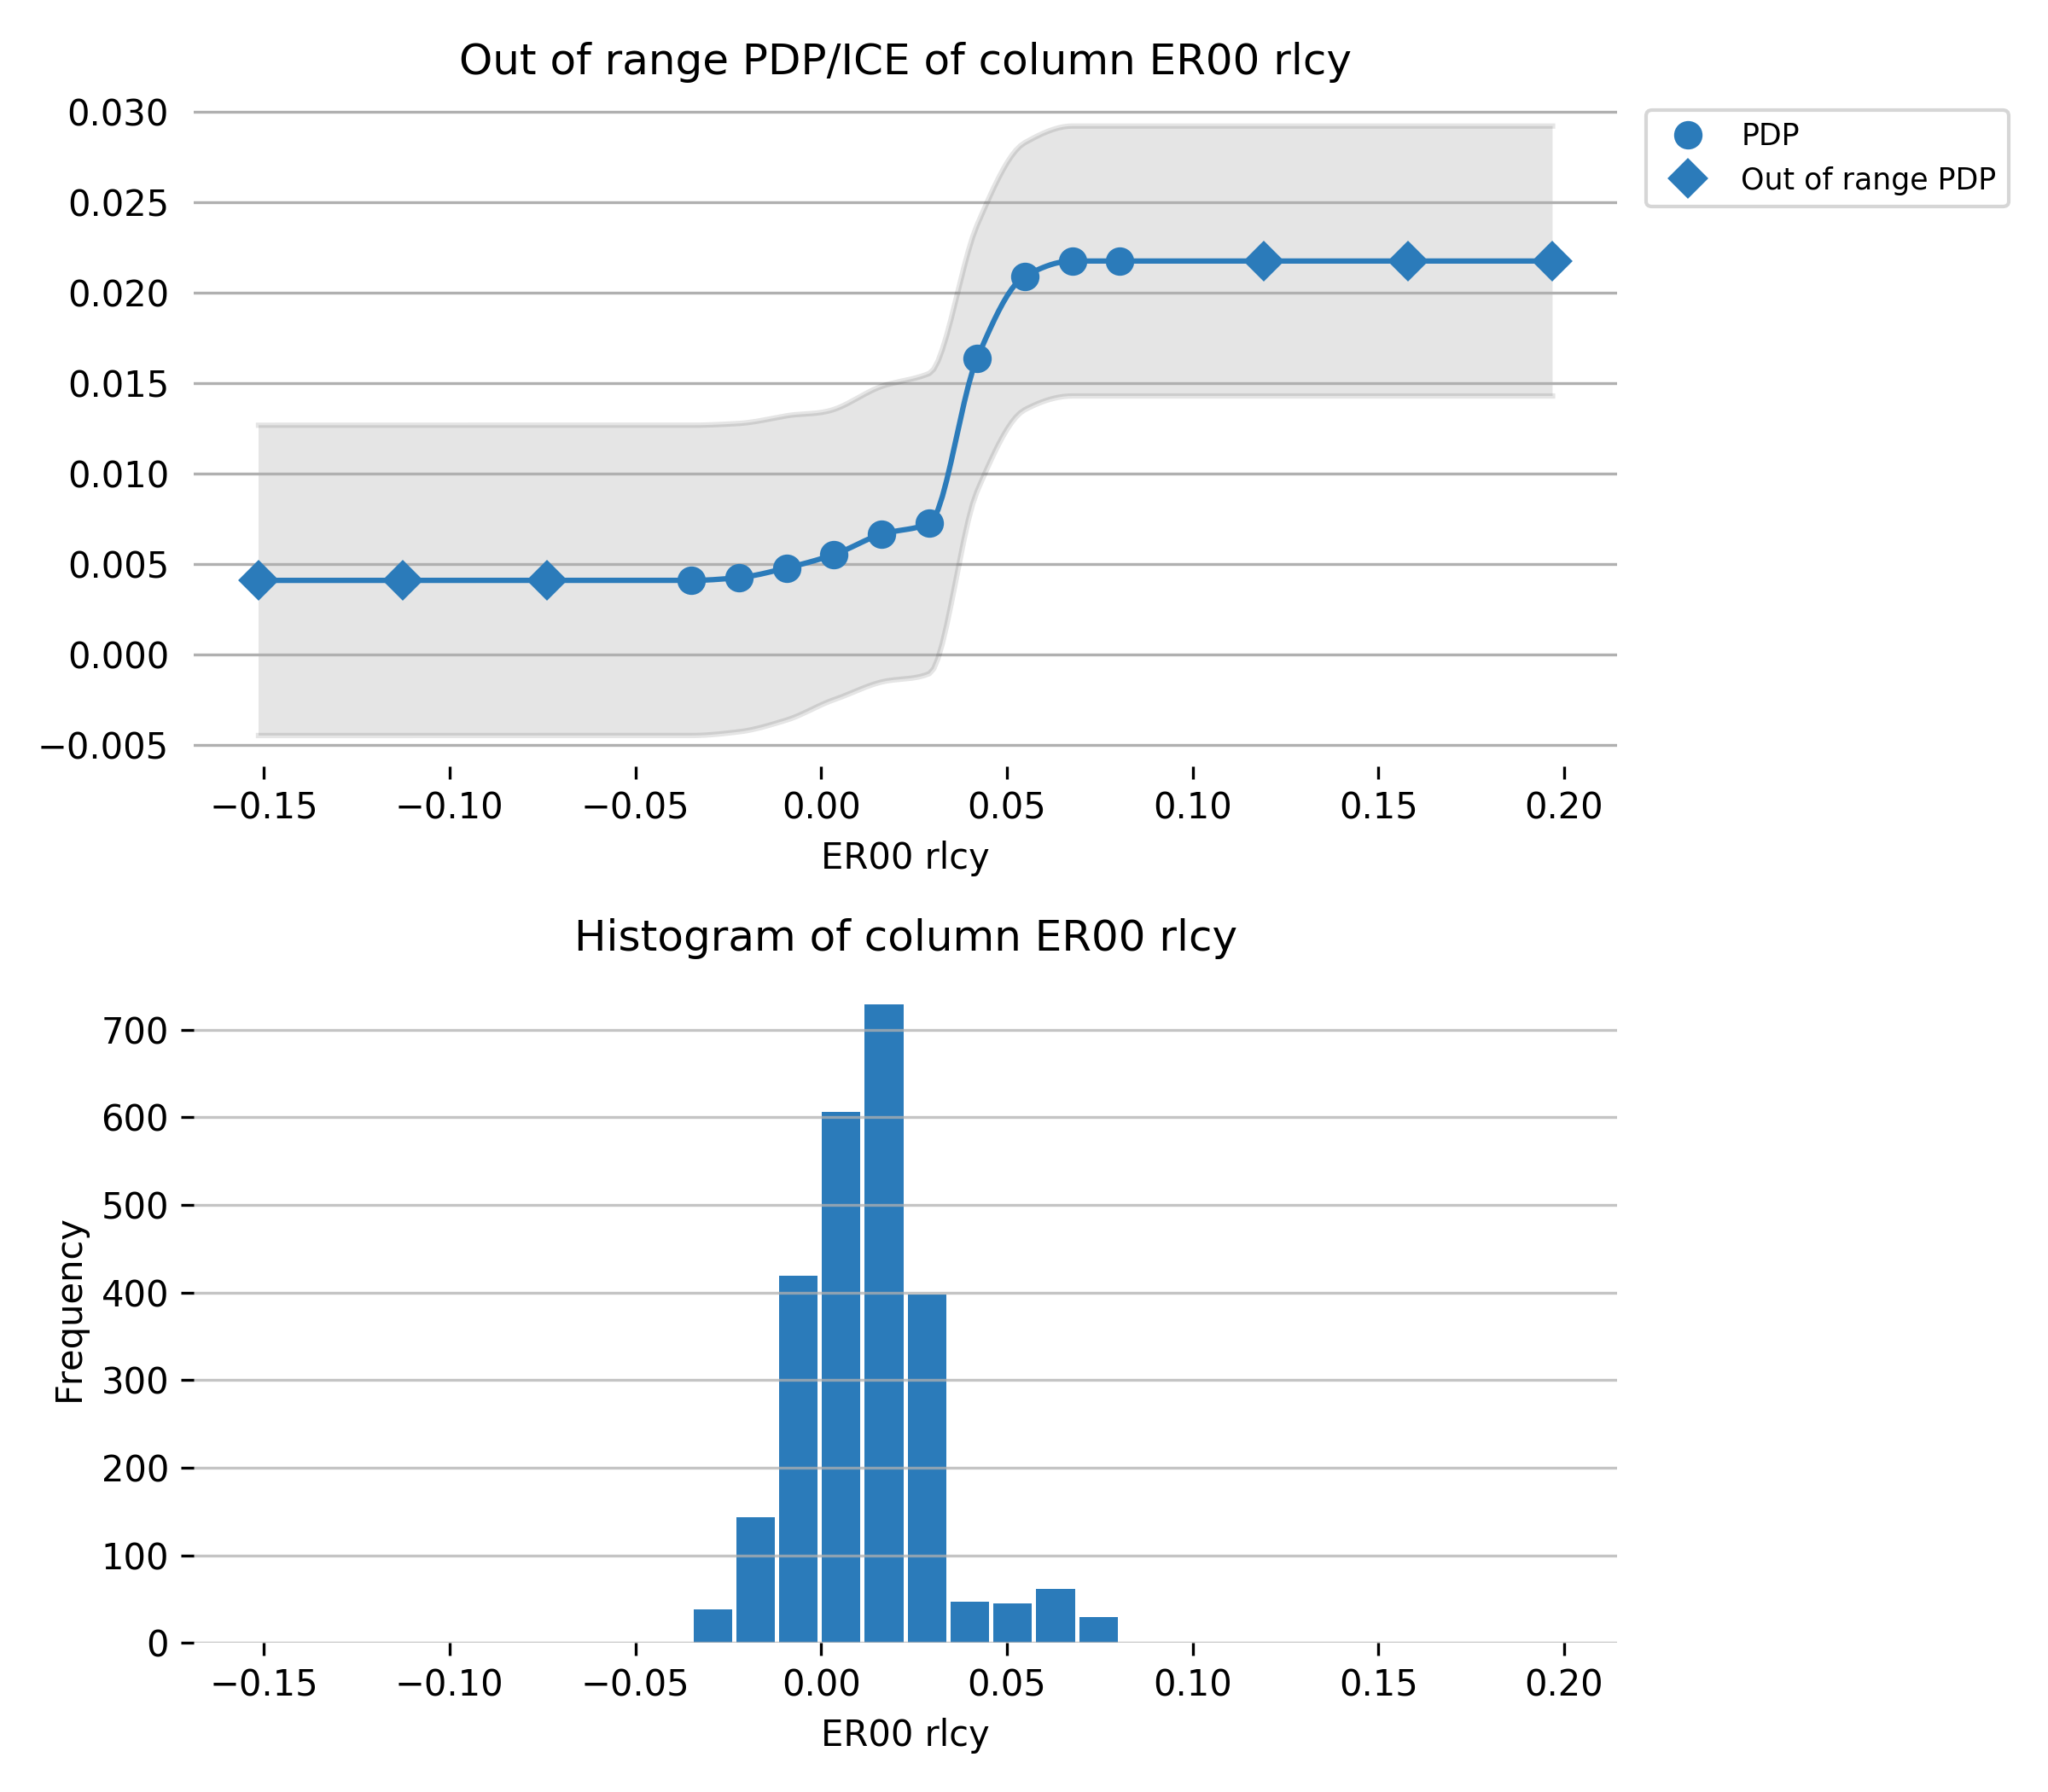 Out of range PDP/ICE of column ER00 rlcy
0.030
0.025
0.020
0.015
0.010
0.005
0.000
−0.005
−0.15 −0.10 −0.05 0.00 0.05 0.10 0.15 0.20
ER00 rlcy
PDP
Out of range PDP
Histogram of column ER00 rlcy
Frequency
700
600
500
400
300
200
100
0
−0.15 −0.10 −0.05 0.00 0.05 0.10 0.15 0.20
ER00 rlcy